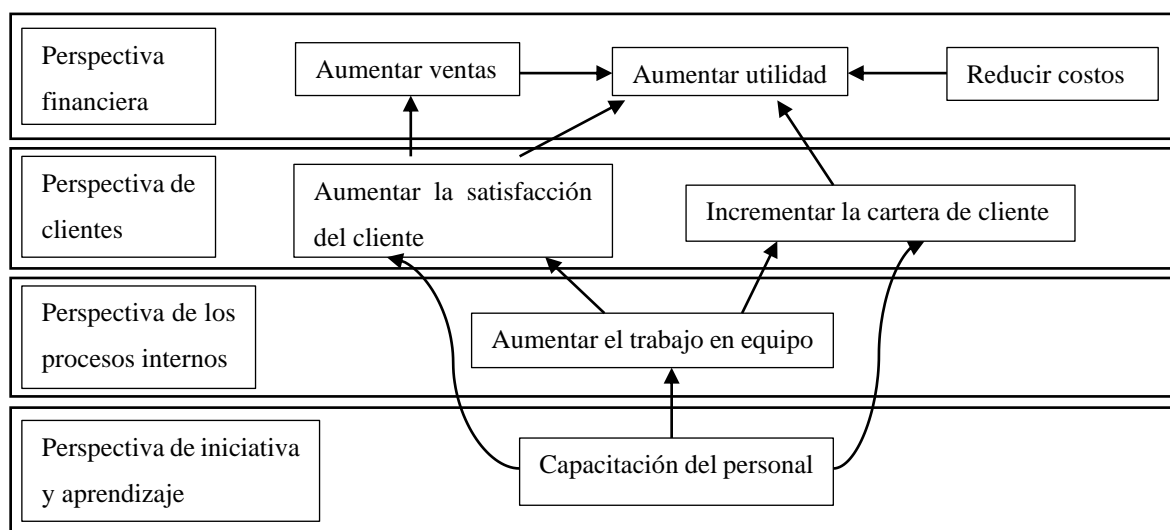 Perspectiva
financiera
Aumentar ventas
Aumentar utilidad
Reducir costos
Perspectiva de
clientes
Aumentar la satisfacción
del cliente
Incrementar la cartera de cliente
Perspectiva de los
procesos internos
Aumentar el trabajo en equipo
Perspectiva de iniciativa
y aprendizaje
Capacitación del personal